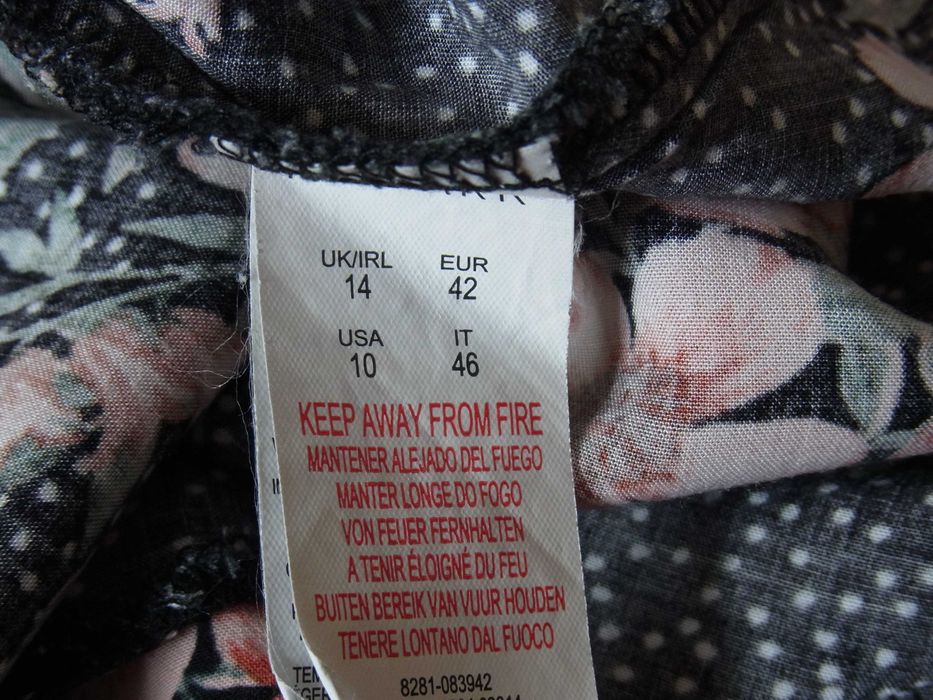 UK/IRL EUR
14 42
USA IT
10 46
KEEP AWAY FROM FIRE
MANTENER ALEJADO DEL FUEGO
MANTER LONGE DO FOGO
VON FEUER FERNHALTEN
A TENIR ÉLOIGNÉ DU FEU
BUITEN BEREIK VAN VUUR HOUDEN
TENERE LONTANO DAL FUOCO
8281-083942